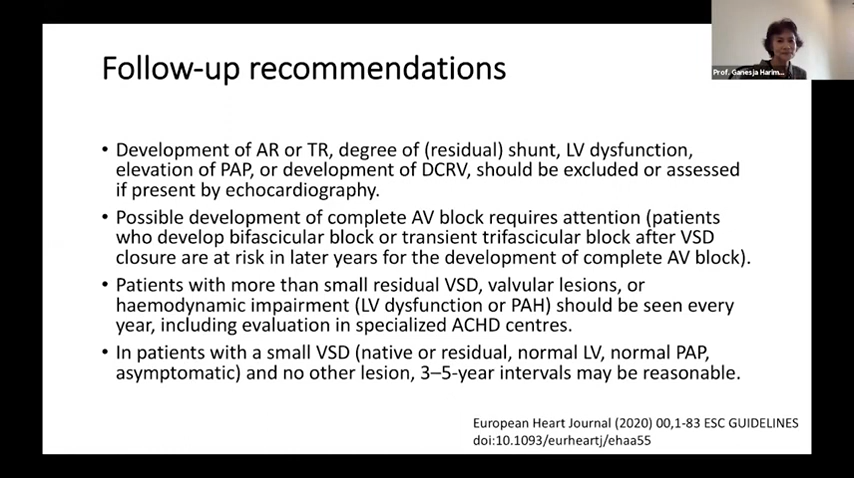 Prof. Ganesja Harim...
Follow-up recommendations
• Development of AR or TR, degree of (residual) shunt, LV dysfunction,
elevation of PAP, or development of DCRV, should be excluded or assessed
if present by echocardiography.
• Possible development of complete AV block requires attention (patients
who develop bifascicular block or transient trifascicular block after VSD
closure are at risk in later years for the development of complete AV block).
• Patients with more than small residual VSD, valvular lesions, or
haemodynamic impairment (LV dysfunction or PAH) should be seen every
year, including evaluation in specialized ACHD centres.
• In patients with a small VSD (native or residual, normal LV, normal PAP,
asymptomatic) and no other lesion, 3–5-year intervals may be reasonable.
European Heart Journal (2020) 00,1-83 ESC GUIDELINES
doi:10.1093/eurheartj/ehaa55